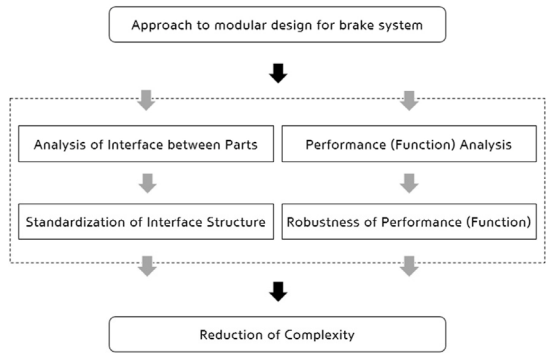 Approach to modular design for brake system
Analysis of Interface between Parts
Performance (Function) Analysis
Standardization of Interface Structure
Robustness of Performance (Function)
Reduction of Complexity